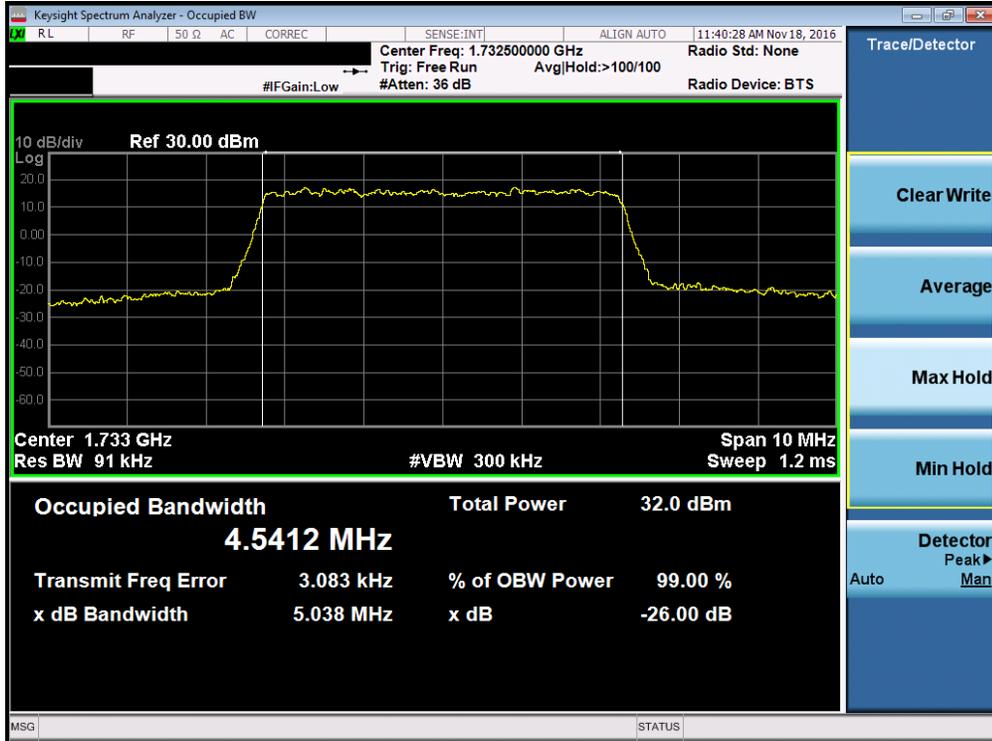 Keysight Spectrum Analyzer - Occupied BW
LXI RL RF 50 Ω AC CORREC SENSE:INT ALIGN AUTO 11:40:28 AM Nov 18, 2016
Center Freq: 1.732500000 GHz Radio Std: None
Trig: Free Run Avg|Hold:>100/100
#IFGain:Low #Atten: 36 dB Radio Device: BTS
Trace/Detector
10 dB/div Ref 30.00 dBm
Log
20.0
10.0
0.00
-10.0
-20.0
-30.0
-40.0
-50.0
-60.0
Center 1.733 GHz Span 10 MHz
Res BW 91 kHz #VBW 300 kHz Sweep 1.2 ms
Occupied Bandwidth Total Power 32.0 dBm
4.5412 MHz
Transmit Freq Error 3.083 kHz % of OBW Power 99.00 %
x dB Bandwidth 5.038 MHz x dB -26.00 dB
Clear Write
Average
Max Hold
Min Hold
Detector
Peak▶
Auto Man
MSG STATUS